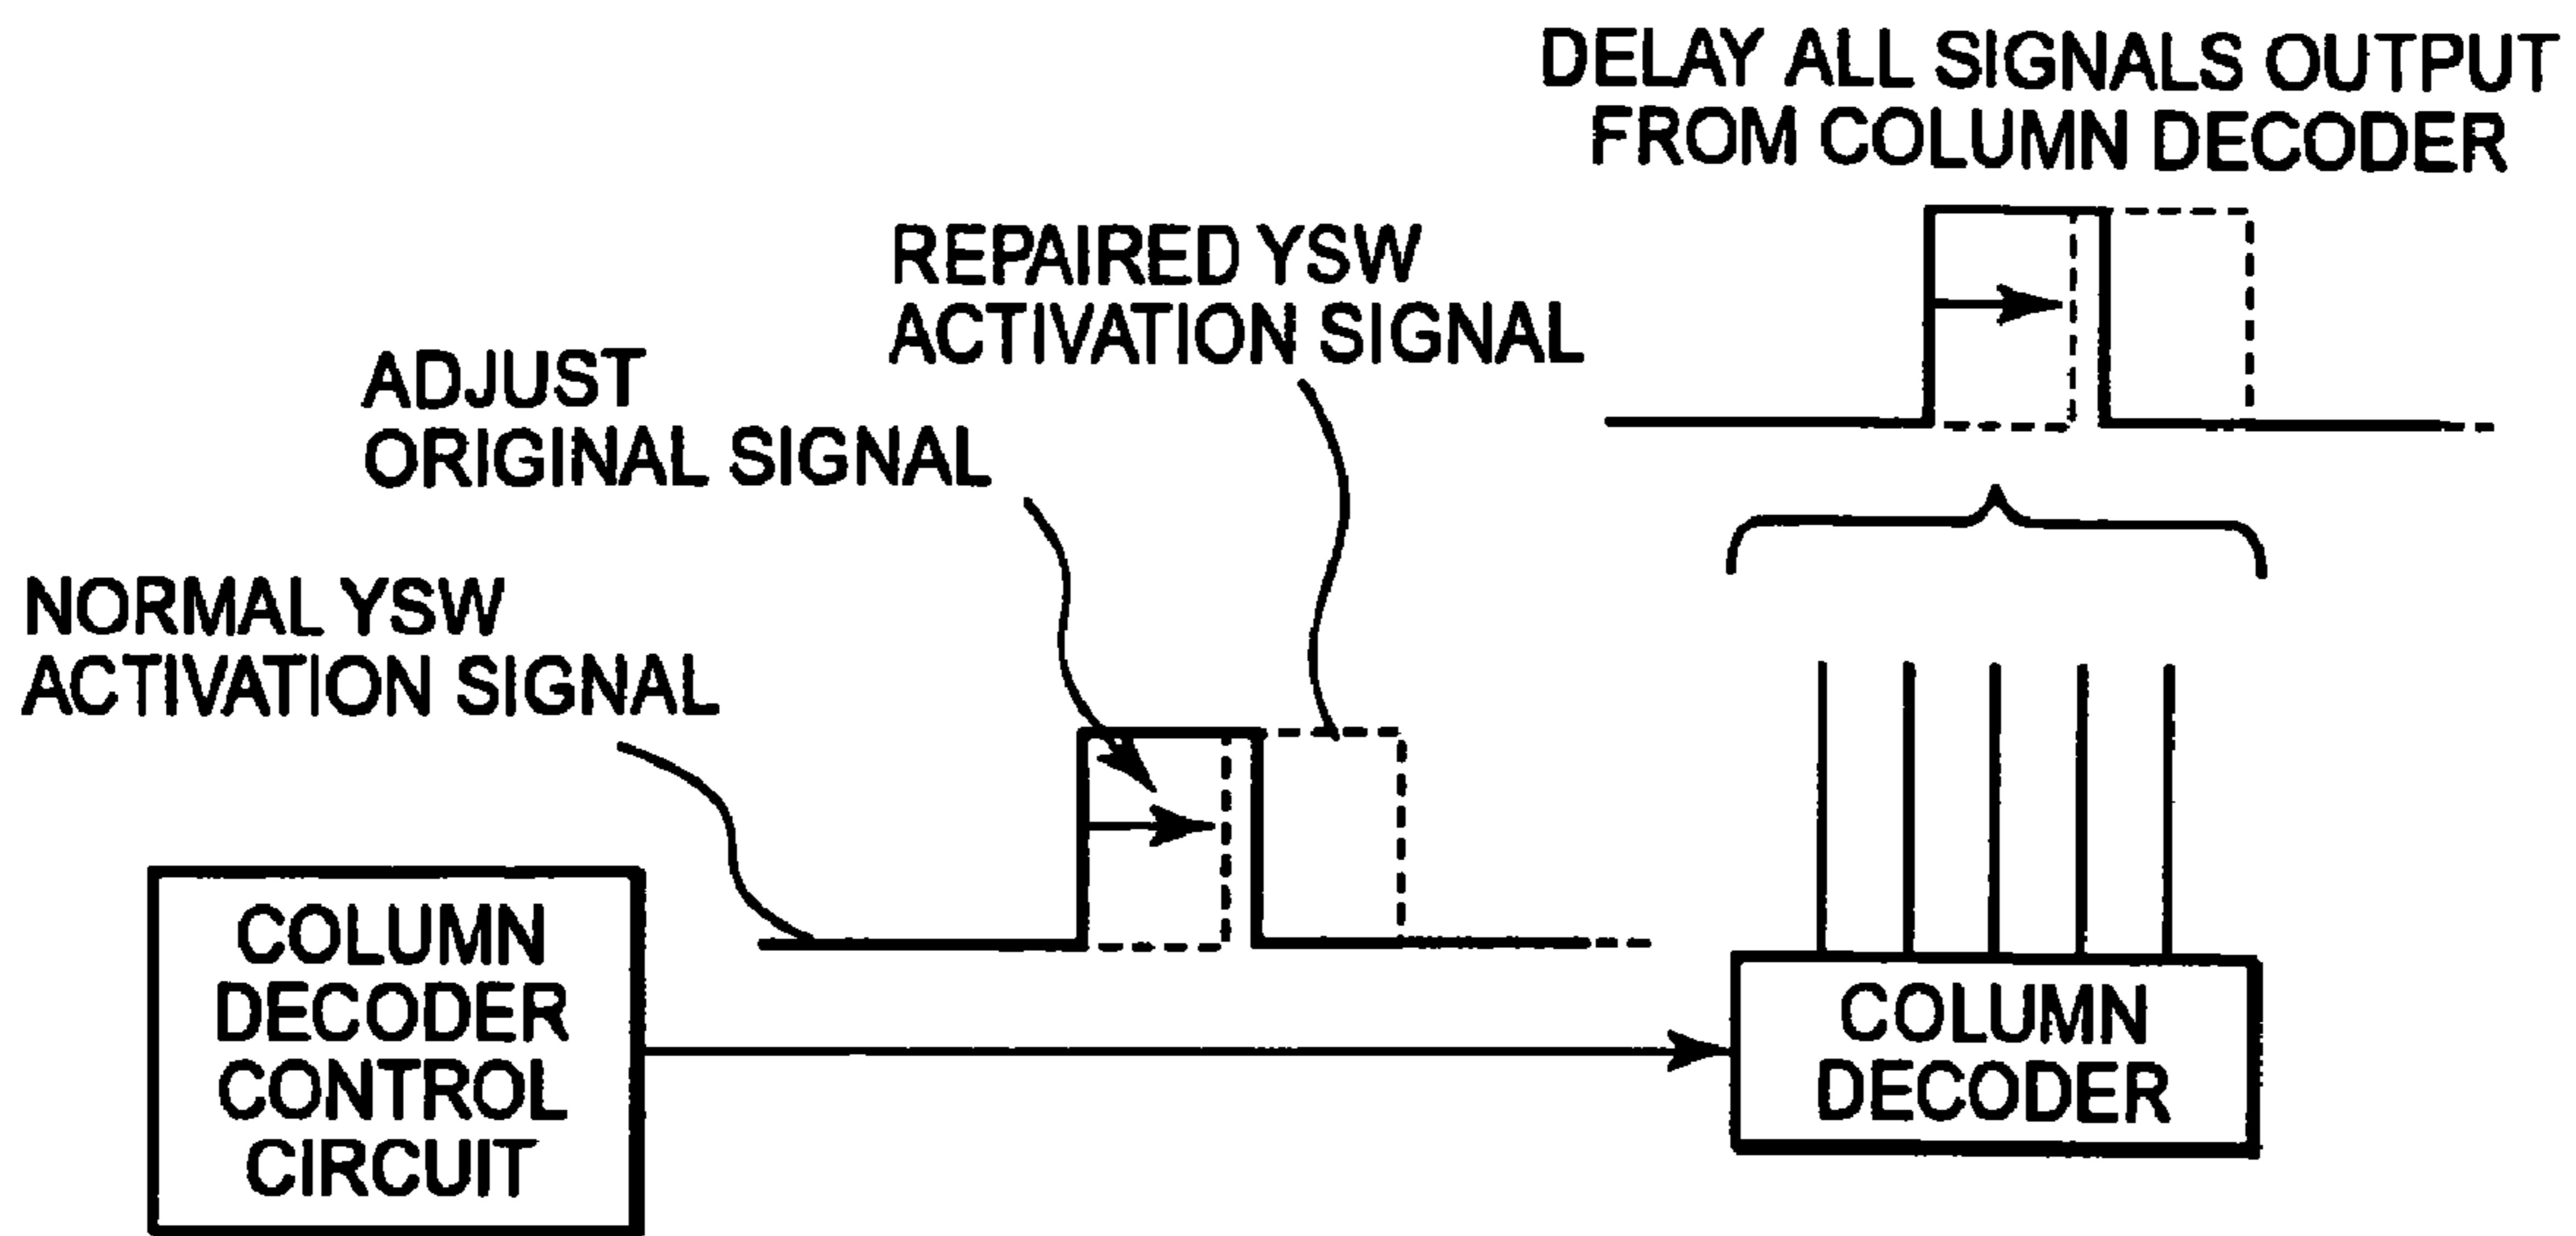 DELAY ALL SIGNALS OUTPUT
FROM COLUMN DECODER
REPAIRED YSW
ACTIVATION SIGNAL
ADJUST
ORIGINAL SIGNAL
NORMAL YSW
ACTIVATION SIGNAL
COLUMN
DECODER
CONTROL
CIRCUIT
COLUMN
DECODER